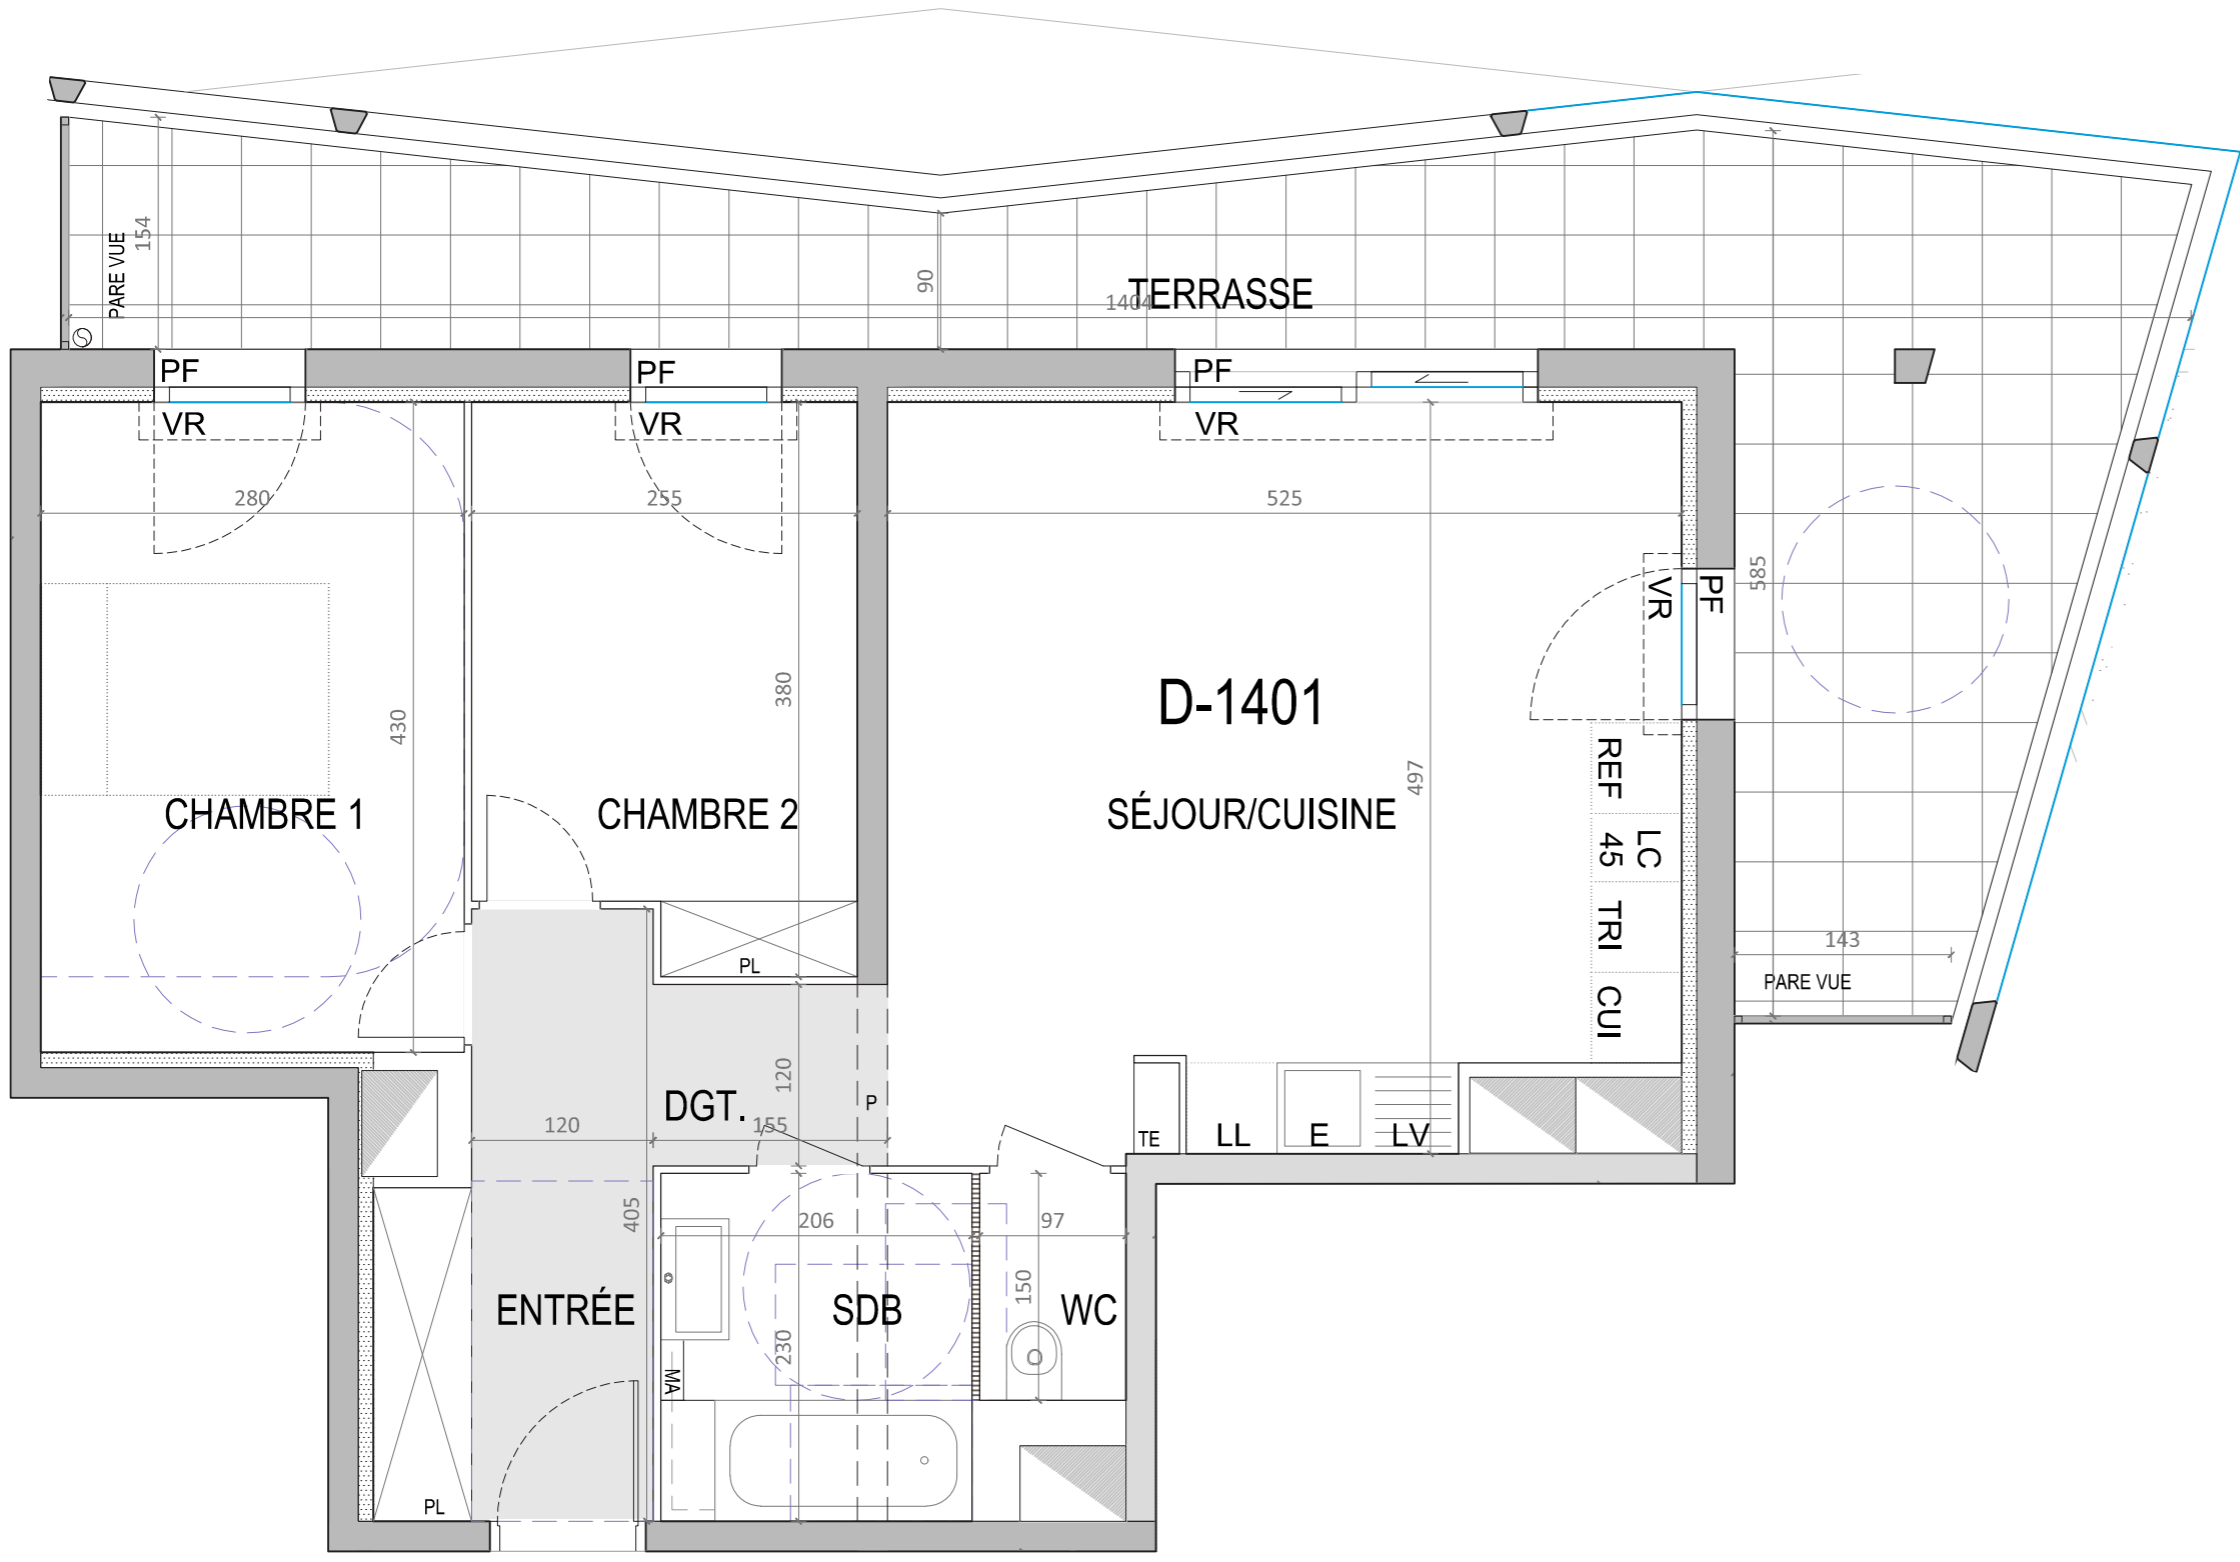 154
PARE VUE
90
TERRASSE
1404
PF
VR
PF
VR
PF
VR
280
255
525
VR
PF
585
430
380
D-1401
497
CHAMBRE 1
CHAMBRE 2
SÉJOUR/CUISINE
REF
LC
45
TRI
CUI
143
PARE VUE
PL
120
DGT.
P
120
155
TE
LL
E
LV
405
206
97
150
ENTRÉE
SDB
WC
230
MA
PL